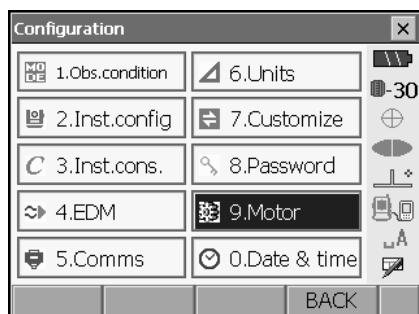 Configuration
MODE 1.Obs.condition
6.Units
2.Inst.config
7.Customize
C 3.Inst.cons.
8.Password
4.EDM
9.Motor
5.Comms
0.Date & time
-30
A
BACK